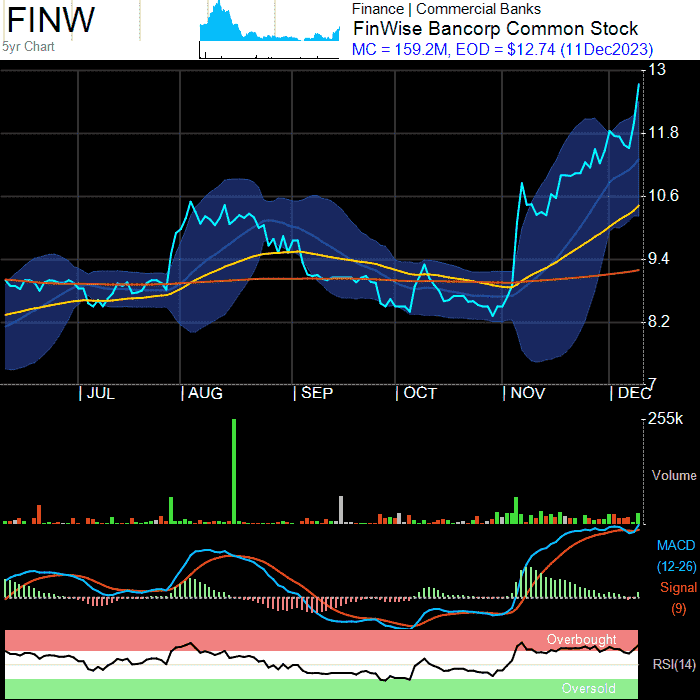 FINW
5yr Chart
Finance | Commercial Banks
FinWise Bancorp Common Stock
MC = 159.2M, EOD = $12.74 (11Dec2023)
13
11.8
10.6
9.4
8.2
7
| JUL | AUG | SEP | OCT | NOV | DEC
255k
Volume
MACD
(12-26)
Signal
(9)
Overbought
RSI(14)
Oversold